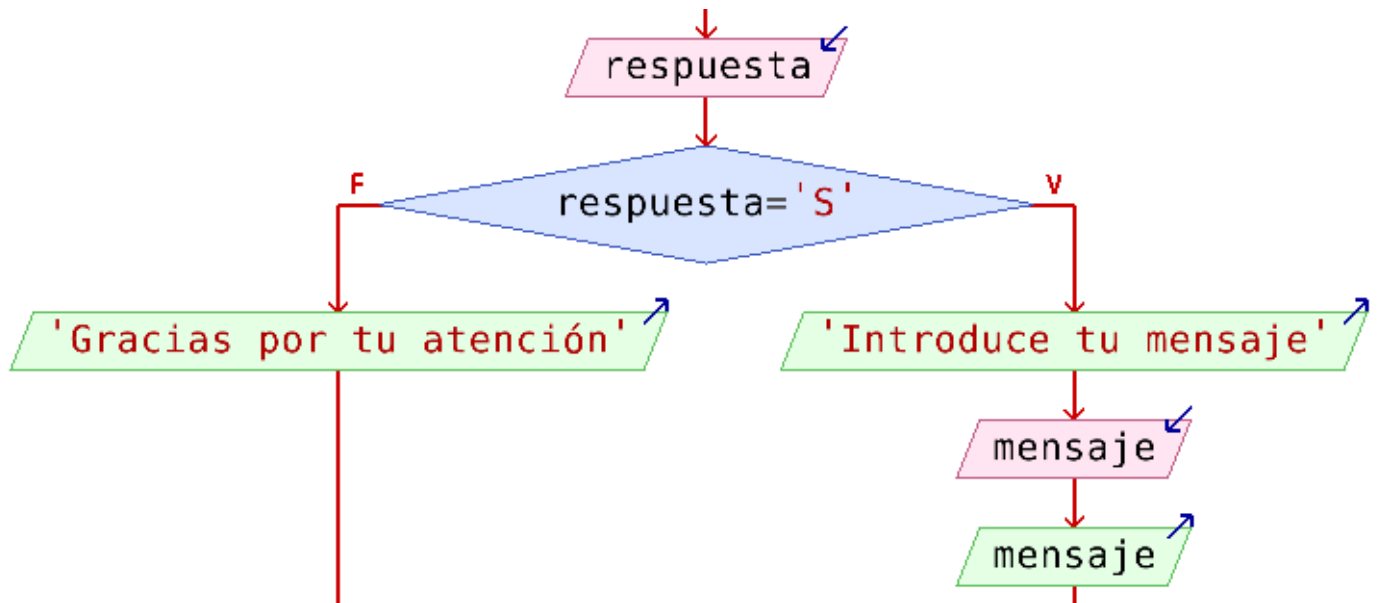 respuesta
F
V
respuesta='S'
'Gracias por tu atención'
'Introduce tu mensaje'
mensaje
mensaje